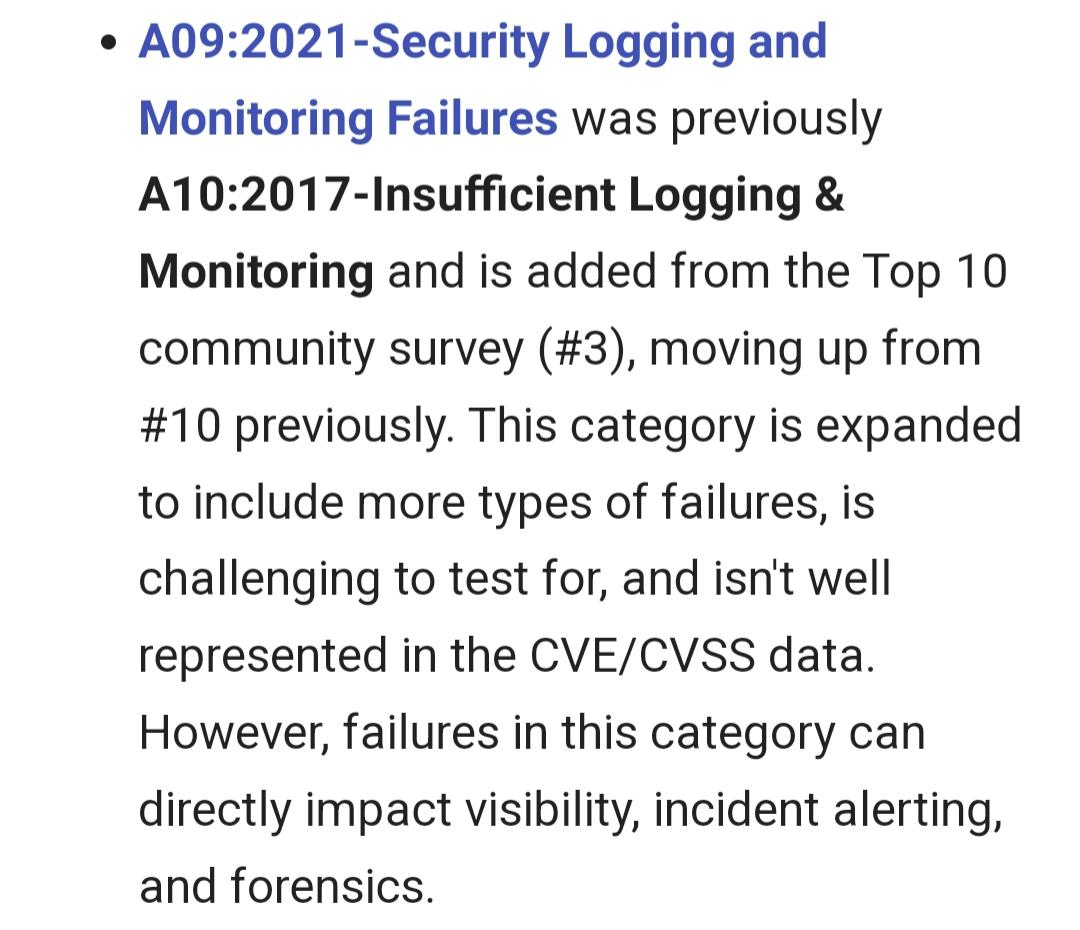 • A09:2021-Security Logging and
Monitoring Failures was previously
A10:2017-Insufficient Logging &
Monitoring and is added from the Top 10
community survey (#3), moving up from
#10 previously. This category is expanded
to include more types of failures, is
challenging to test for, and isn't well
represented in the CVE/CVSS data.
However, failures in this category can
directly impact visibility, incident alerting,
and forensics.